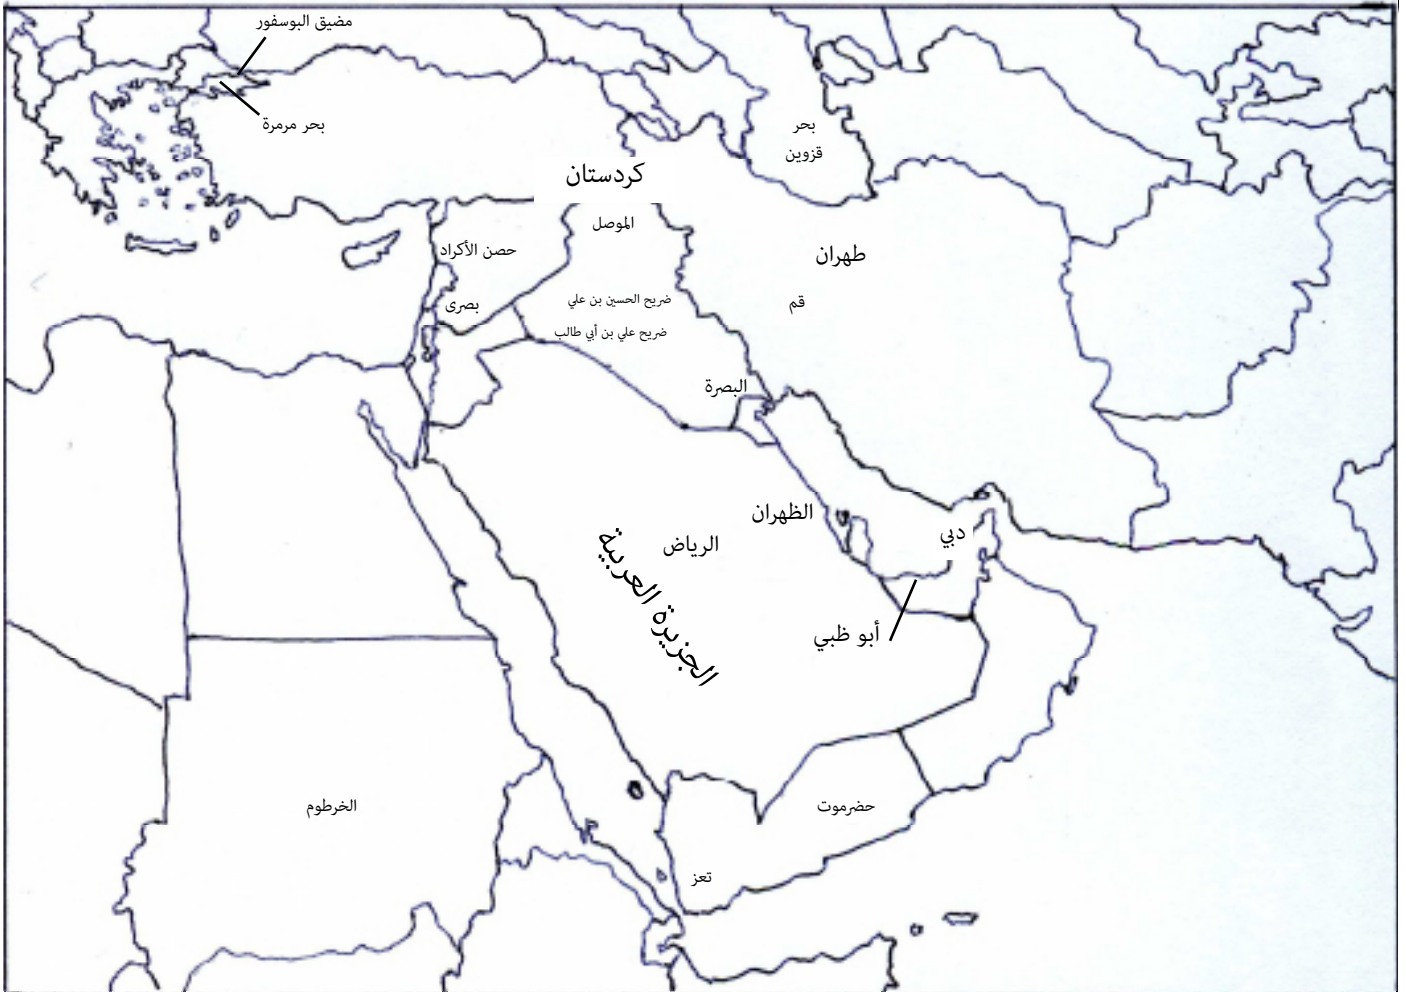 مضيق البوسفور
بحر مرمرة
بحر
قزوين
كردستان
الموصل
حصن الأكراد
طهران
ضريح الحسين بن علي
قم
بصرى
ضريح علي بن أبي طالب
البصرة
الظهران
الرياض
دبي
الجزيرة العربية
أبو ظبي
الخرطوم
حضرموت
تعز